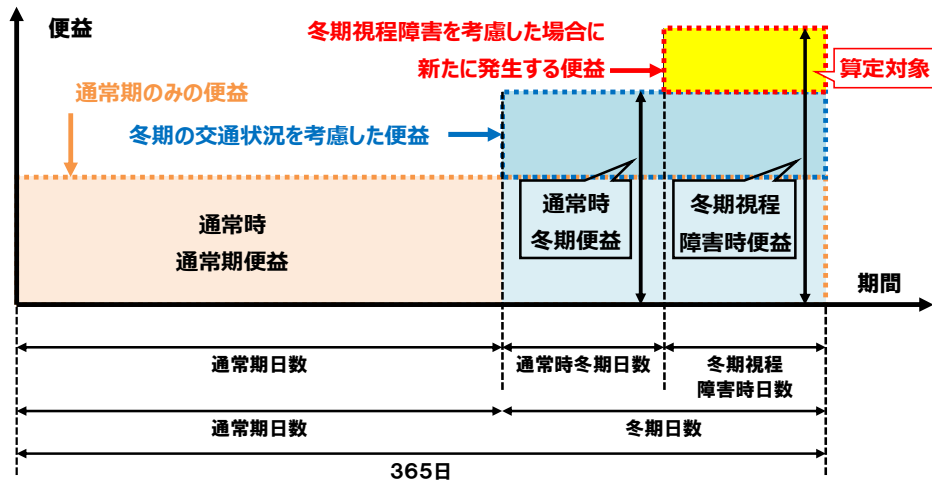 便益
冬期視程障害を考慮した場合に
新たに発生する便益
算定対象
通常期のみの便益
冬期の交通状況を考慮した便益
通常時
通常期便益
通常時
冬期便益
冬期視程
障害時便益
期間
通常期日数
通常時冬期日数
冬期視程
障害時日数
通常期日数
冬期日数
365日